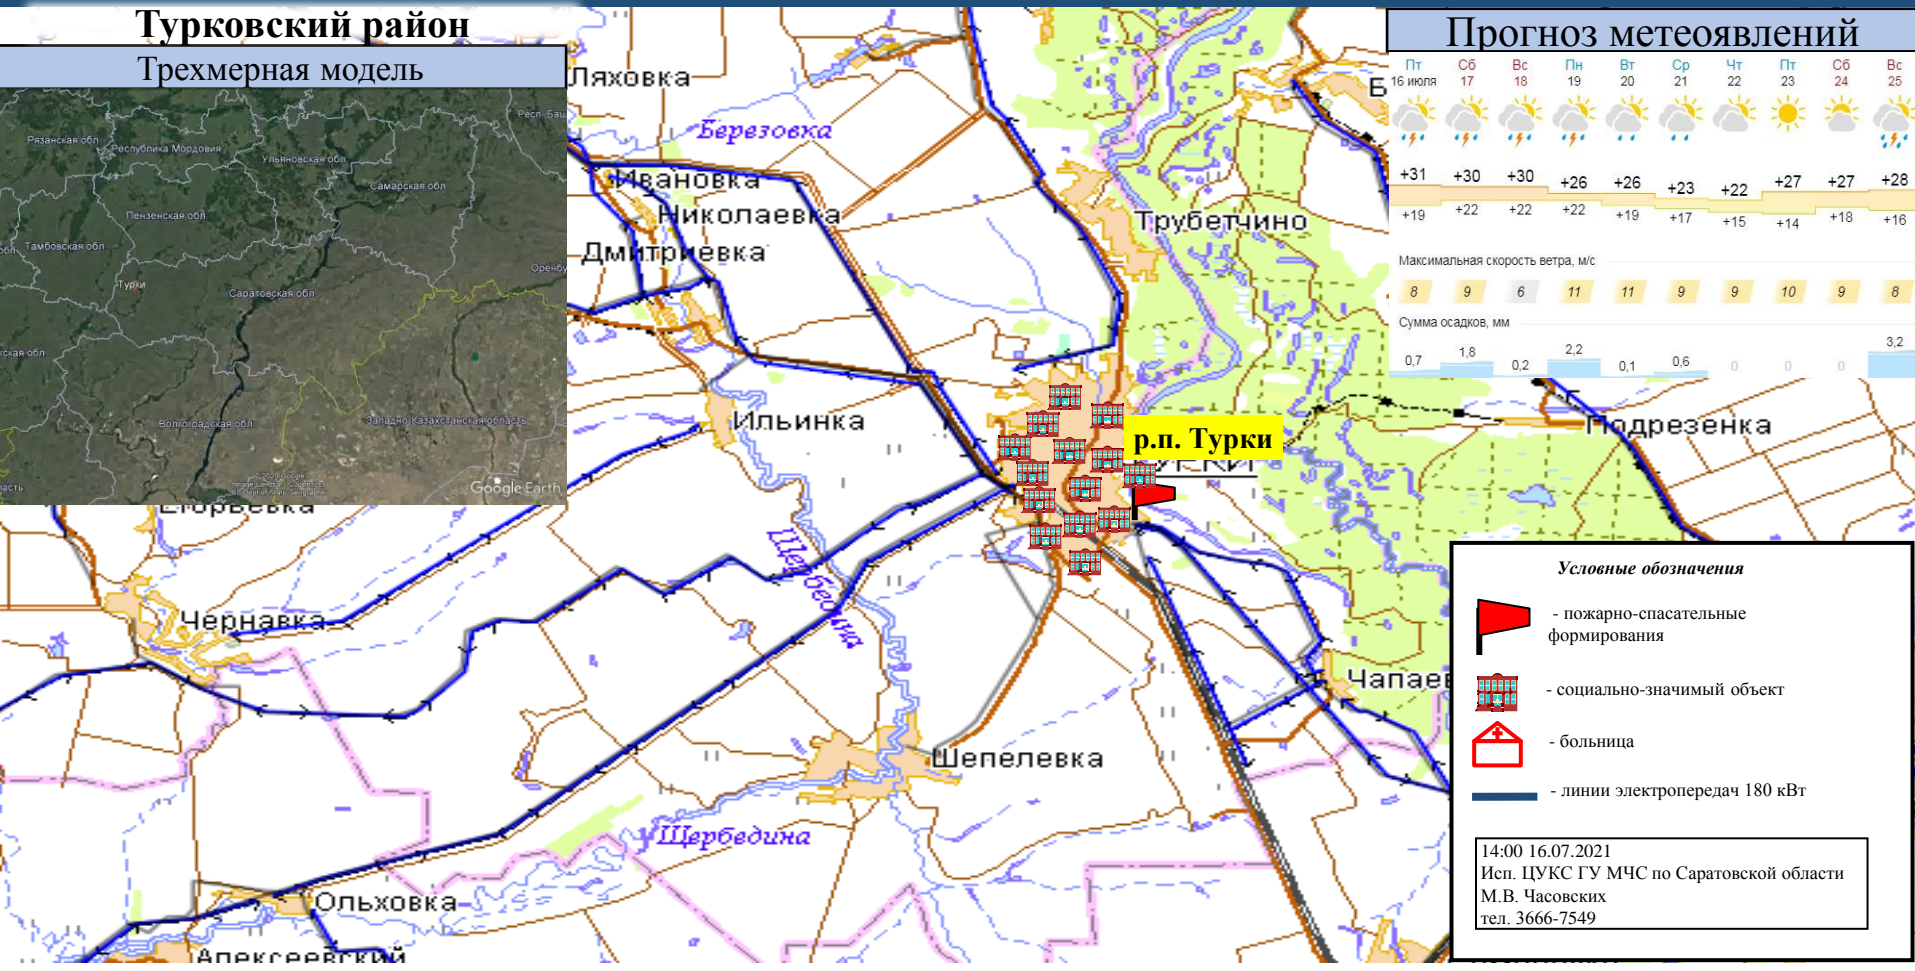 Турковский район
Трехмерная модель
Рязанская обл
Республика Мордовия
Ульяновская обл
Самарская обл
Пензенская обл
Тамбовская обл
Турки
Саратовская обл
Волгоградская обл
Западно-Казахстанская область
Google Earth
Ляховка
Березовка
Ивановка
Николаевка
Дмитриевка
Трубетчино
Ильинка
р.п. Турки
Подрезенка
Егорьевка
Щербедина
Чернавка
Чапаев
Шепелевка
Щербедина
Ольховка
Алексеевский
Прогноз метеоявлений
Пт Сб Вс Пн Вт Ср Чт Пт Сб Вс
16 июля 17 18 19 20 21 22 23 24 25
+31 +30 +30 +26 +26 +23 +22 +27 +27 +28
+19 +22 +22 +22 +19 +17 +15 +14 +18 +16
Максимальная скорость ветра, м/с
8 9 6 11 11 9 9 10 9 8
Сумма осадков, мм
0,7 1,8 0,2 2,2 0,1 0,6 0 0 0 3,2
Условные обозначения
- пожарно-спасательные
формирования
- социально-значимый объект
- больница
- линии электропередач 180 кВт
14:00 16.07.2021
Исп. ЦУКС ГУ МЧС по Саратовской области
М.В. Часовских
тел. 3666-7549